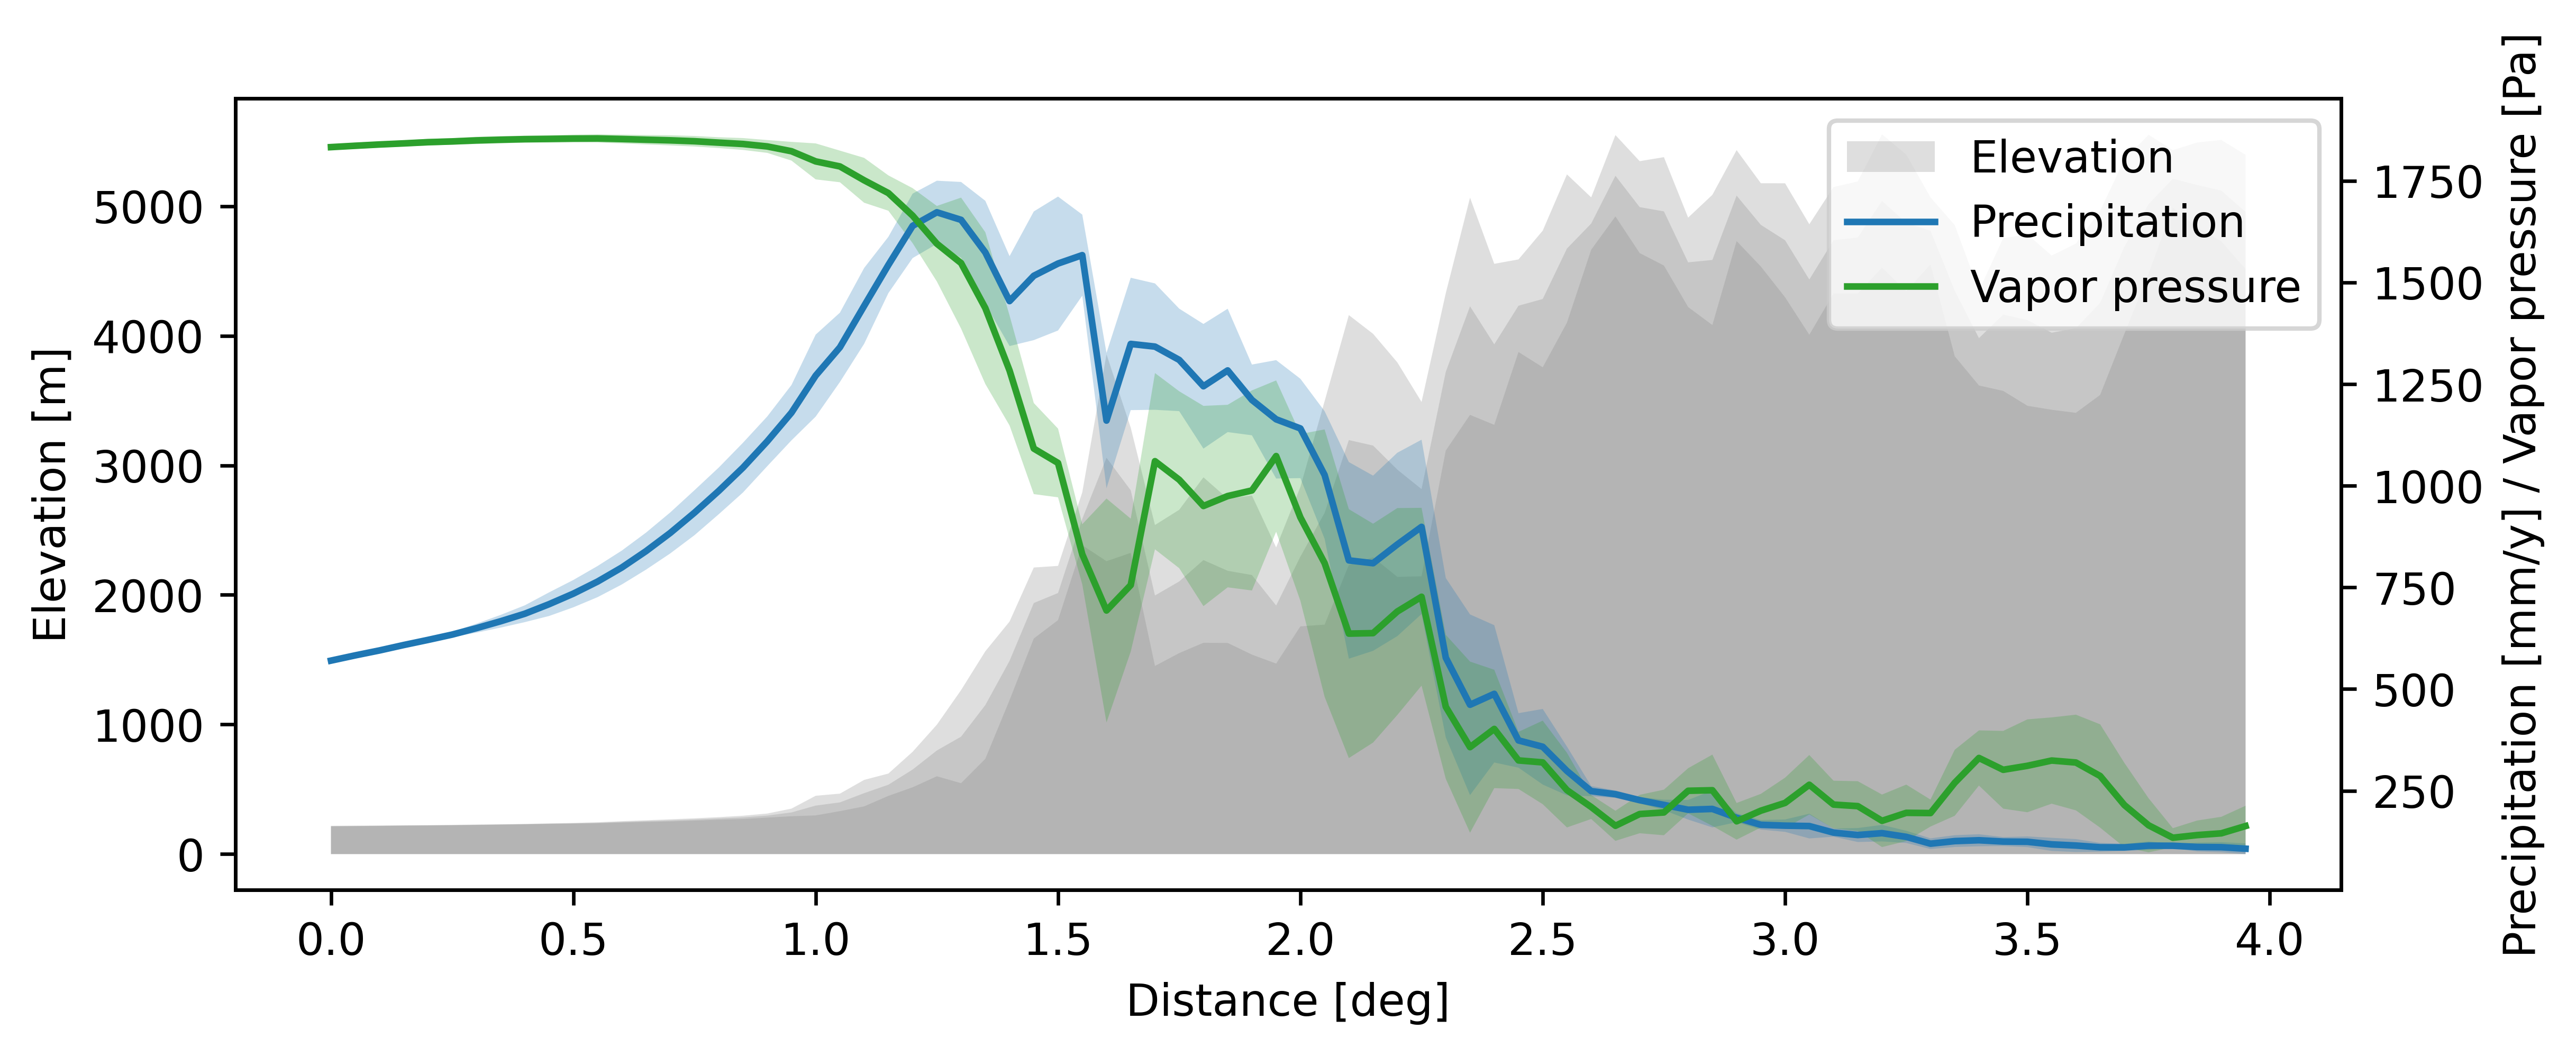 Elevation
Precipitation
Vapor pressure
5000
4000
3000
2000
1000
0
Elevation [m]
1750
1500
1250
1000
750
500
250
Precipitation [mm/y] / Vapor pressure [Pa]
0.0 0.5 1.0 1.5 2.0 2.5 3.0 3.5 4.0
Distance [deg]